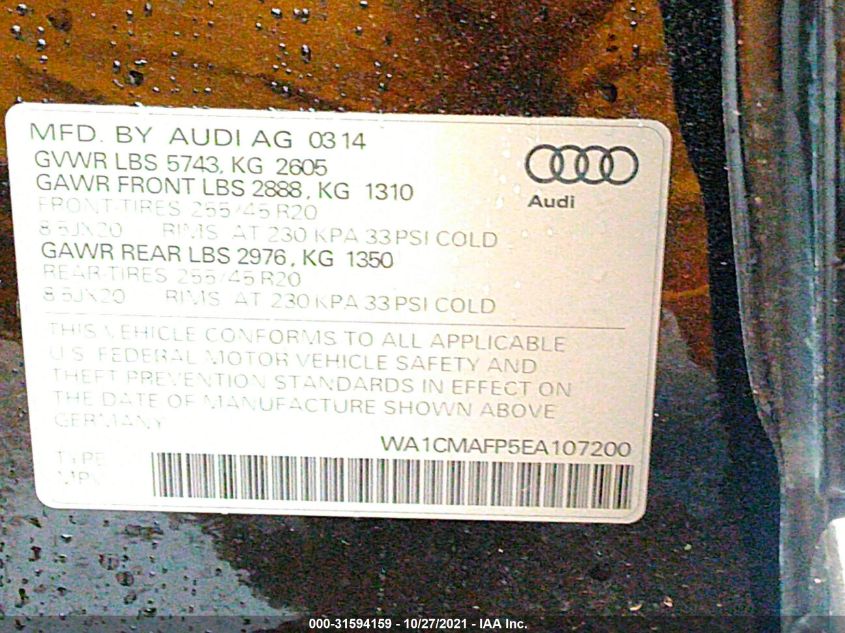 MFD. BY AUDI AG 03 14
GVWR LBS 5743, KG 2605
GAWR FRONT LBS 2888, KG 1310
FRONT-TIRES 255/45 R20
8.5JX20 RIMS AT 230 KPA 33 PSI COLD
GAWR REAR LBS 2976, KG 1350
REAR-TIRES 255/45 R20
8.5JX20 RIMS AT 230 KPA 33 PSI COLD
Audi
THIS VEHICLE CONFORMS TO ALL APPLICABLE
U.S. FEDERAL MOTOR VEHICLE SAFETY AND
THEFT PREVENTION STANDARDS IN EFFECT ON
THE DATE OF MANUFACTURE SHOWN ABOVE
GERMANY
WA1CMAFP5EA107200
TYPE
000-31594159 - 10/27/2021 - IAA Inc.